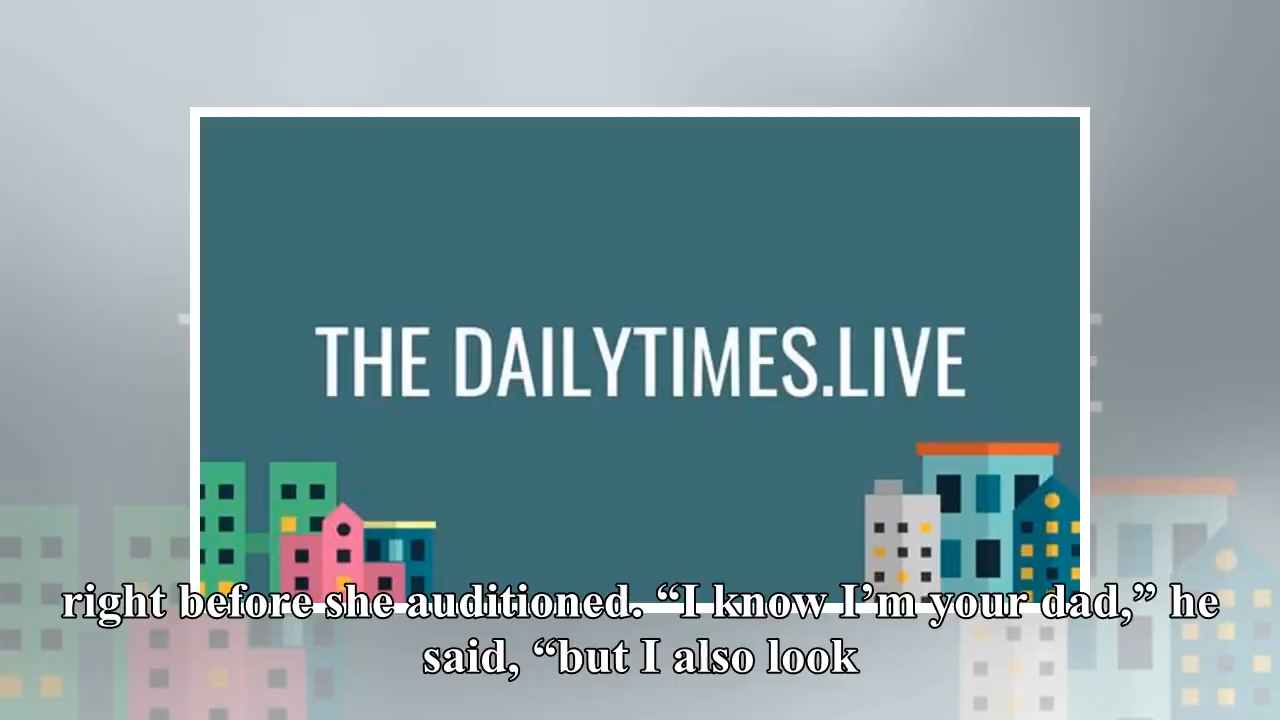 THE DAILYTIMES.LIVE
right before she auditioned. “I know I’m your dad,” he
said, “but I also look